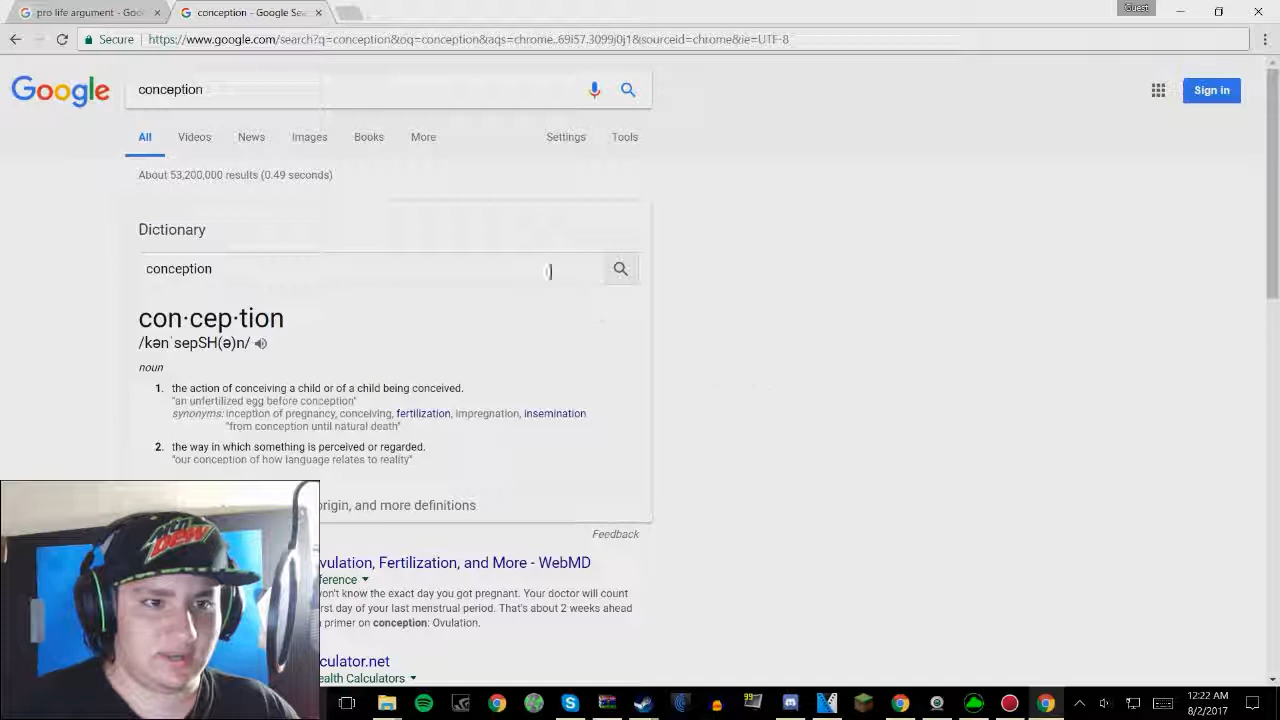 pro life argument - Goo
conception - Google Sea
Guest
Secure
https://www.google.com/search?q=conception&oq=conception&aqs=chrome..69i57.3099j0j1&sourceid=chrome&ie=UTF-8
Google
conception
Sign in
All Videos News Images Books More Settings Tools
About 53,200,000 results (0.49 seconds)
Dictionary
conception
con·cep·tion
/kənˈsepSH(ə)n/
noun
1. the action of conceiving a child or of a child being conceived.
"an unfertilized egg before conception"
synonyms: inception of pregnancy, conceiving, fertilization, impregnation, insemination
"from conception until natural death"
2. the way in which something is perceived or regarded.
"our conception of how language relates to reality"
origin, and more definitions
Feedback
vulation, Fertilization, and More - WebMD
ference
on't know the exact day you got pregnant. Your doctor will count
rst day of your last menstrual period. That's about 2 weeks ahead
primer on conception: Ovulation.
culator.net
ealth Calculators
MTN DEW
99
12:22 AM
8/2/2017